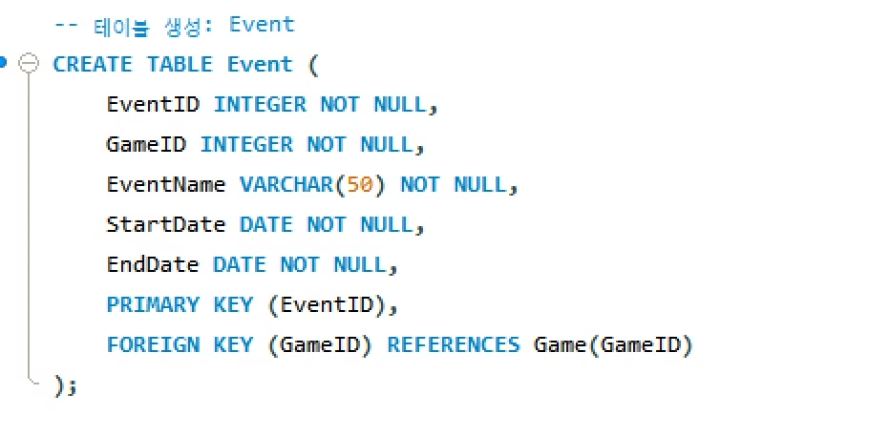 -- 테이블 생성: Event
CREATE TABLE Event (
EventID INTEGER NOT NULL,
GameID INTEGER NOT NULL,
EventName VARCHAR(50) NOT NULL,
StartDate DATE NOT NULL,
EndDate DATE NOT NULL,
PRIMARY KEY (EventID),
FOREIGN KEY (GameID) REFERENCES Game(GameID)
);